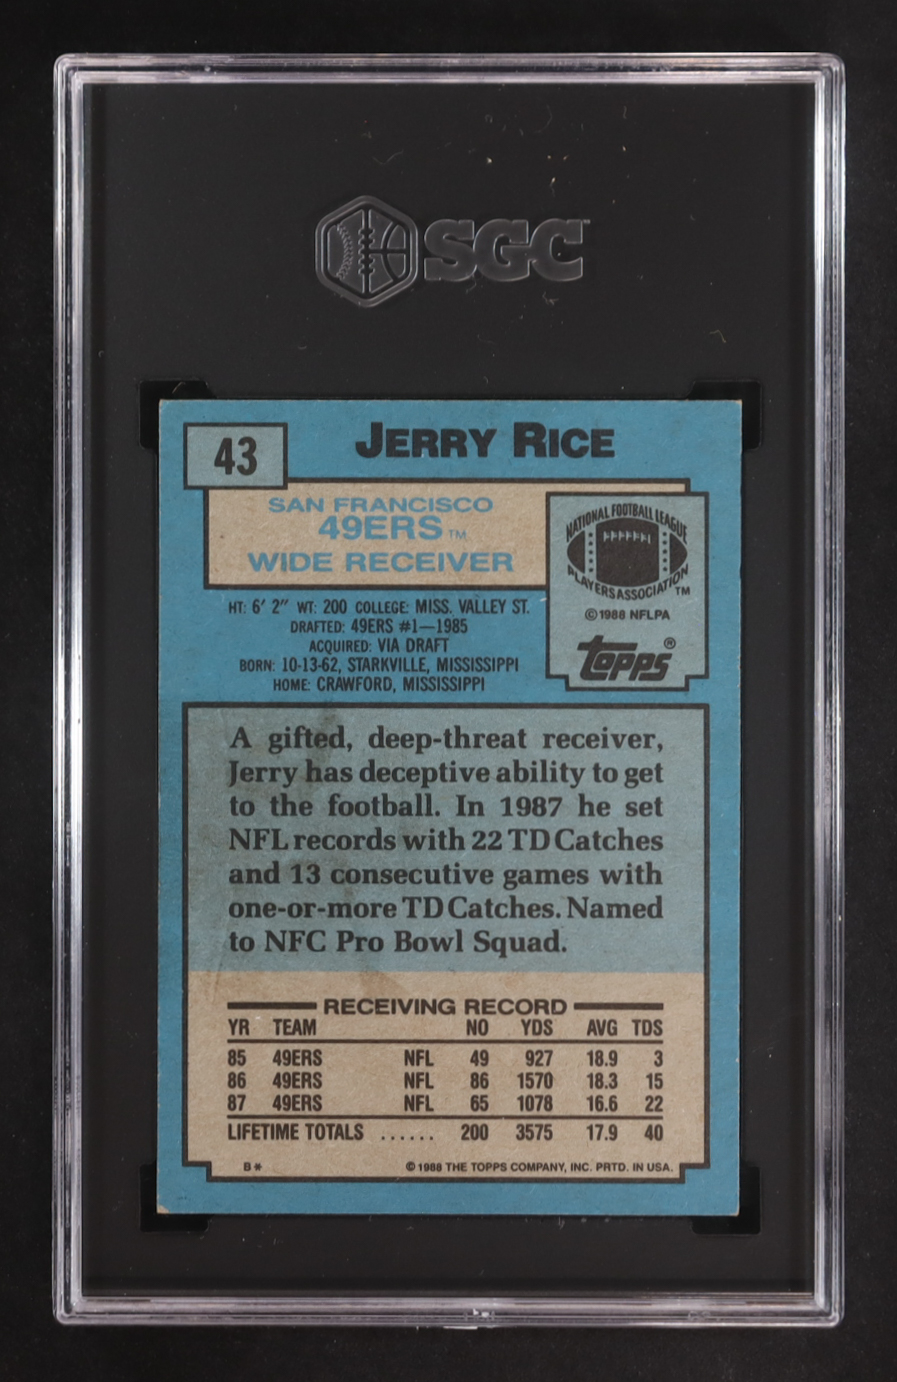 SGC
43
JERRY RICE
SAN FRANCISCO
49ERS TM
WIDE RECEIVER
NATIONAL FOOTBALL LEAGUE
PLAYERS ASSOCIATION TM
©1988 NFLPA
topps®
HT: 6' 2" WT: 200 COLLEGE: MISS. VALLEY ST.
DRAFTED: 49ERS #1—1985
ACQUIRED: VIA DRAFT
BORN: 10-13-62, STARKVILLE, MISSISSIPPI
HOME: CRAWFORD, MISSISSIPPI
A gifted, deep-threat receiver,
Jerry has deceptive ability to get
to the football. In 1987 he set
NFL records with 22 TD Catches
and 13 consecutive games with
one-or-more TD Catches. Named
to NFC Pro Bowl Squad.
RECEIVING RECORD
YR TEAM NO YDS AVG TDS
85 49ERS NFL 49 927 18.9 3
86 49ERS NFL 86 1570 18.3 15
87 49ERS NFL 65 1078 16.6 22
LIFETIME TOTALS ...... 200 3575 17.9 40
B* ©1988 THE TOPPS COMPANY, INC. PRTD. IN USA.